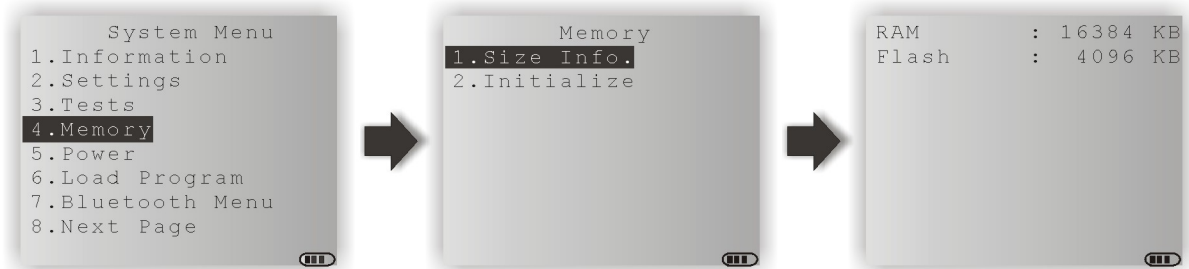 System Menu
1.Information
2.Settings
3.Tests
4.Memory
5.Power
6.Load Program
7.Bluetooth Menu
8.Next Page
Memory
1.Size Info.
2.Initialize
RAM : 16384 KB
Flash : 4096 KB